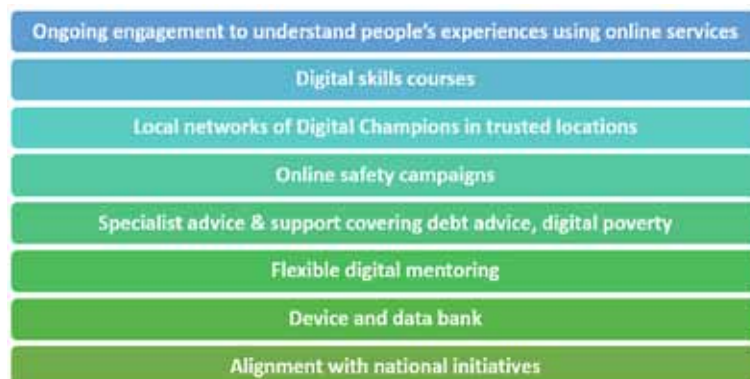 Ongoing engagement to understand people's experiences using online services
Digital skills courses
Local networks of Digital Champions in trusted locations
Online safety campaigns
Specialist advice & support covering debt advice, digital poverty
Flexible digital mentoring
Device and data bank
Alignment with national initiatives